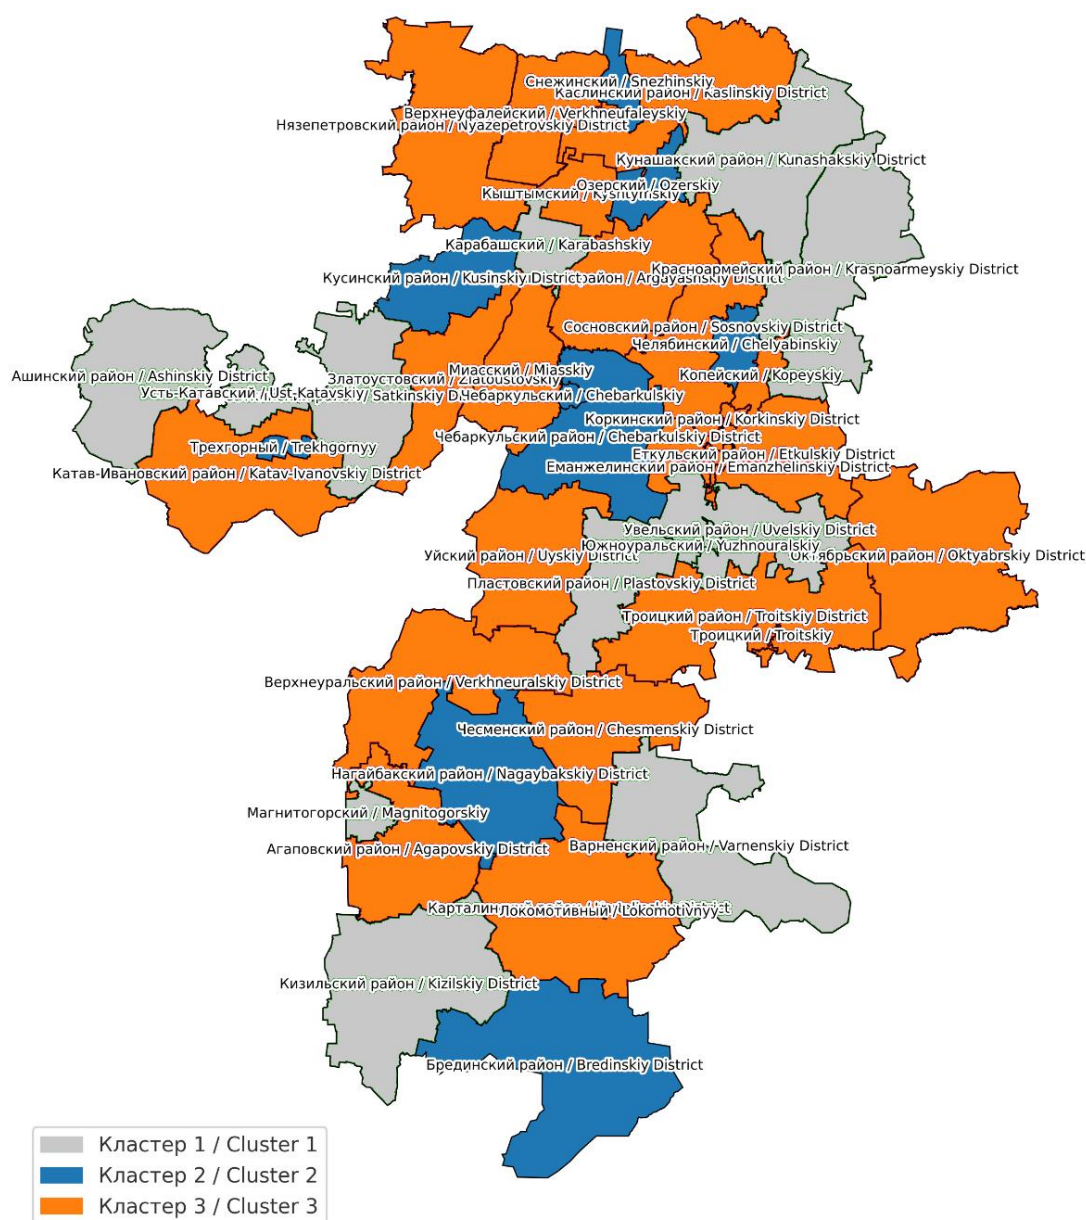 Снежинский / Snezhinskiy
Каслинский район / Kaslinskiy District
Верхнеуфалейский / Verkhneufaleyskiy
Нязепетровский район / Nyazepetrovskiy District
Кунашакский район / Kunashakskiy District
Озерский / Ozerskiy
Кыштымский / Kyshtymskiy
Карабашский / Karabashskiy
Красноармейский район / Krasnoarmeyskiy District
Кусинский район / Kusinskiy District
район / Argayashskiy District
Сосновский район / Sosnovskiy District
Челябинский / Chelyabinskiy
Миасский / Miasskiy
Ашинский район / Ashinskiy District
Златоустовский / Zlatoustovskiy
Копейский / Kopeyskiy
Усть-Катавский / Ust-Katavskiy
/ Satkinskiy
Чебаркульский / Chebarkulskiy
Коркинский район / Korkinskiy District
Чебаркульский район / Chebarkulskiy District
Трехгорный / Trekhgornyy
Еткульский район / Etkulskiy District
Еманжелинский район / Emanzhelinskiy District
Катав-Ивановский район / Katav-Ivanovskiy District
Увельский район / Uvelskiy District
Южноуральский / Yuzhnouralskiy
Уйский район / Uyskiy District
Октябрьский район / Oktyabrskiy District
Пластовский район / Plastovskiy District
Троицкий район / Troitskiy District
Троицкий / Troitskiy
Верхнеуральский район / Verkhneuralskiy District
Чесменский район / Chesmenskiy District
Нагайбакский район / Nagaybakskiy District
Магнитогорский / Magnitogorskiy
Варненский район / Varnenskiy District
Агаповский район / Agapovskiy District
Локомотивный / Lokomotivnyy
Кизильский район / Kizilskiy District
Брединский район / Bredinskiy District
Кластер 1 / Cluster 1
Кластер 2 / Cluster 2
Кластер 3 / Cluster 3